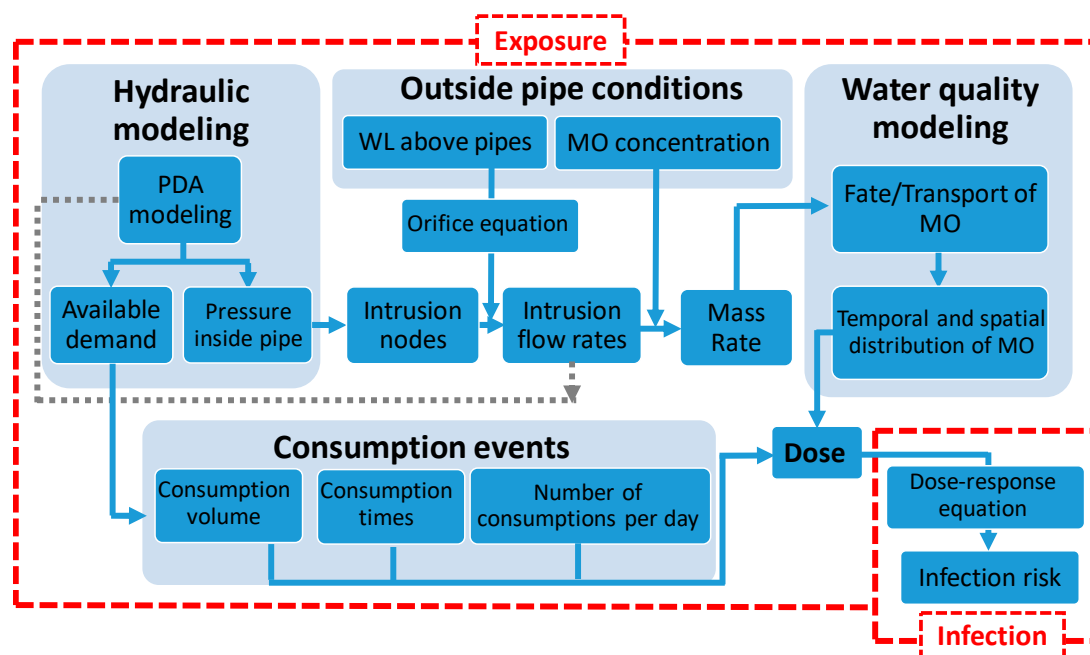 Exposure
Hydraulic
modeling
PDA
modeling
Available
demand
Pressure
inside pipe
Outside pipe conditions
WL above pipes
MO concentration
Orifice equation
Intrusion
nodes
Intrusion
flow rates
Mass
Rate
Water quality
modeling
Fate/Transport of
MO
Temporal and spatial
distribution of MO
Consumption events
Consumption
volume
Consumption
times
Number of
consumptions per day
Dose
Dose-response
equation
Infection risk
Infection